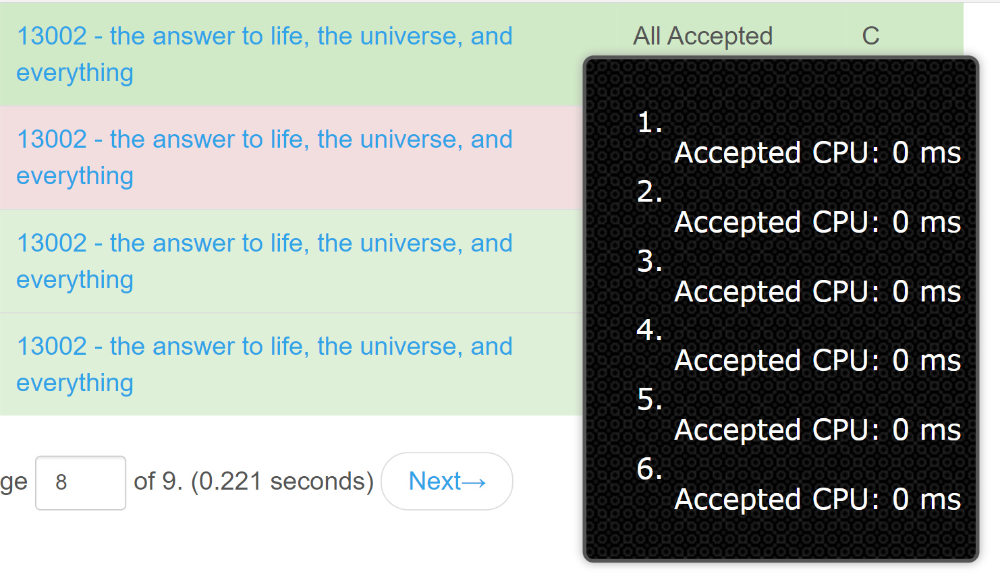 13002 - the answer to life, the universe, and
everything
All Accepted
C
13002 - the answer to life, the universe, and
everything
13002 - the answer to life, the universe, and
everything
13002 - the answer to life, the universe, and
everything
1.
Accepted CPU: 0 ms
2.
Accepted CPU: 0 ms
3.
Accepted CPU: 0 ms
4.
Accepted CPU: 0 ms
5.
Accepted CPU: 0 ms
6.
Accepted CPU: 0 ms
ge 8 of 9. (0.221 seconds) Next→